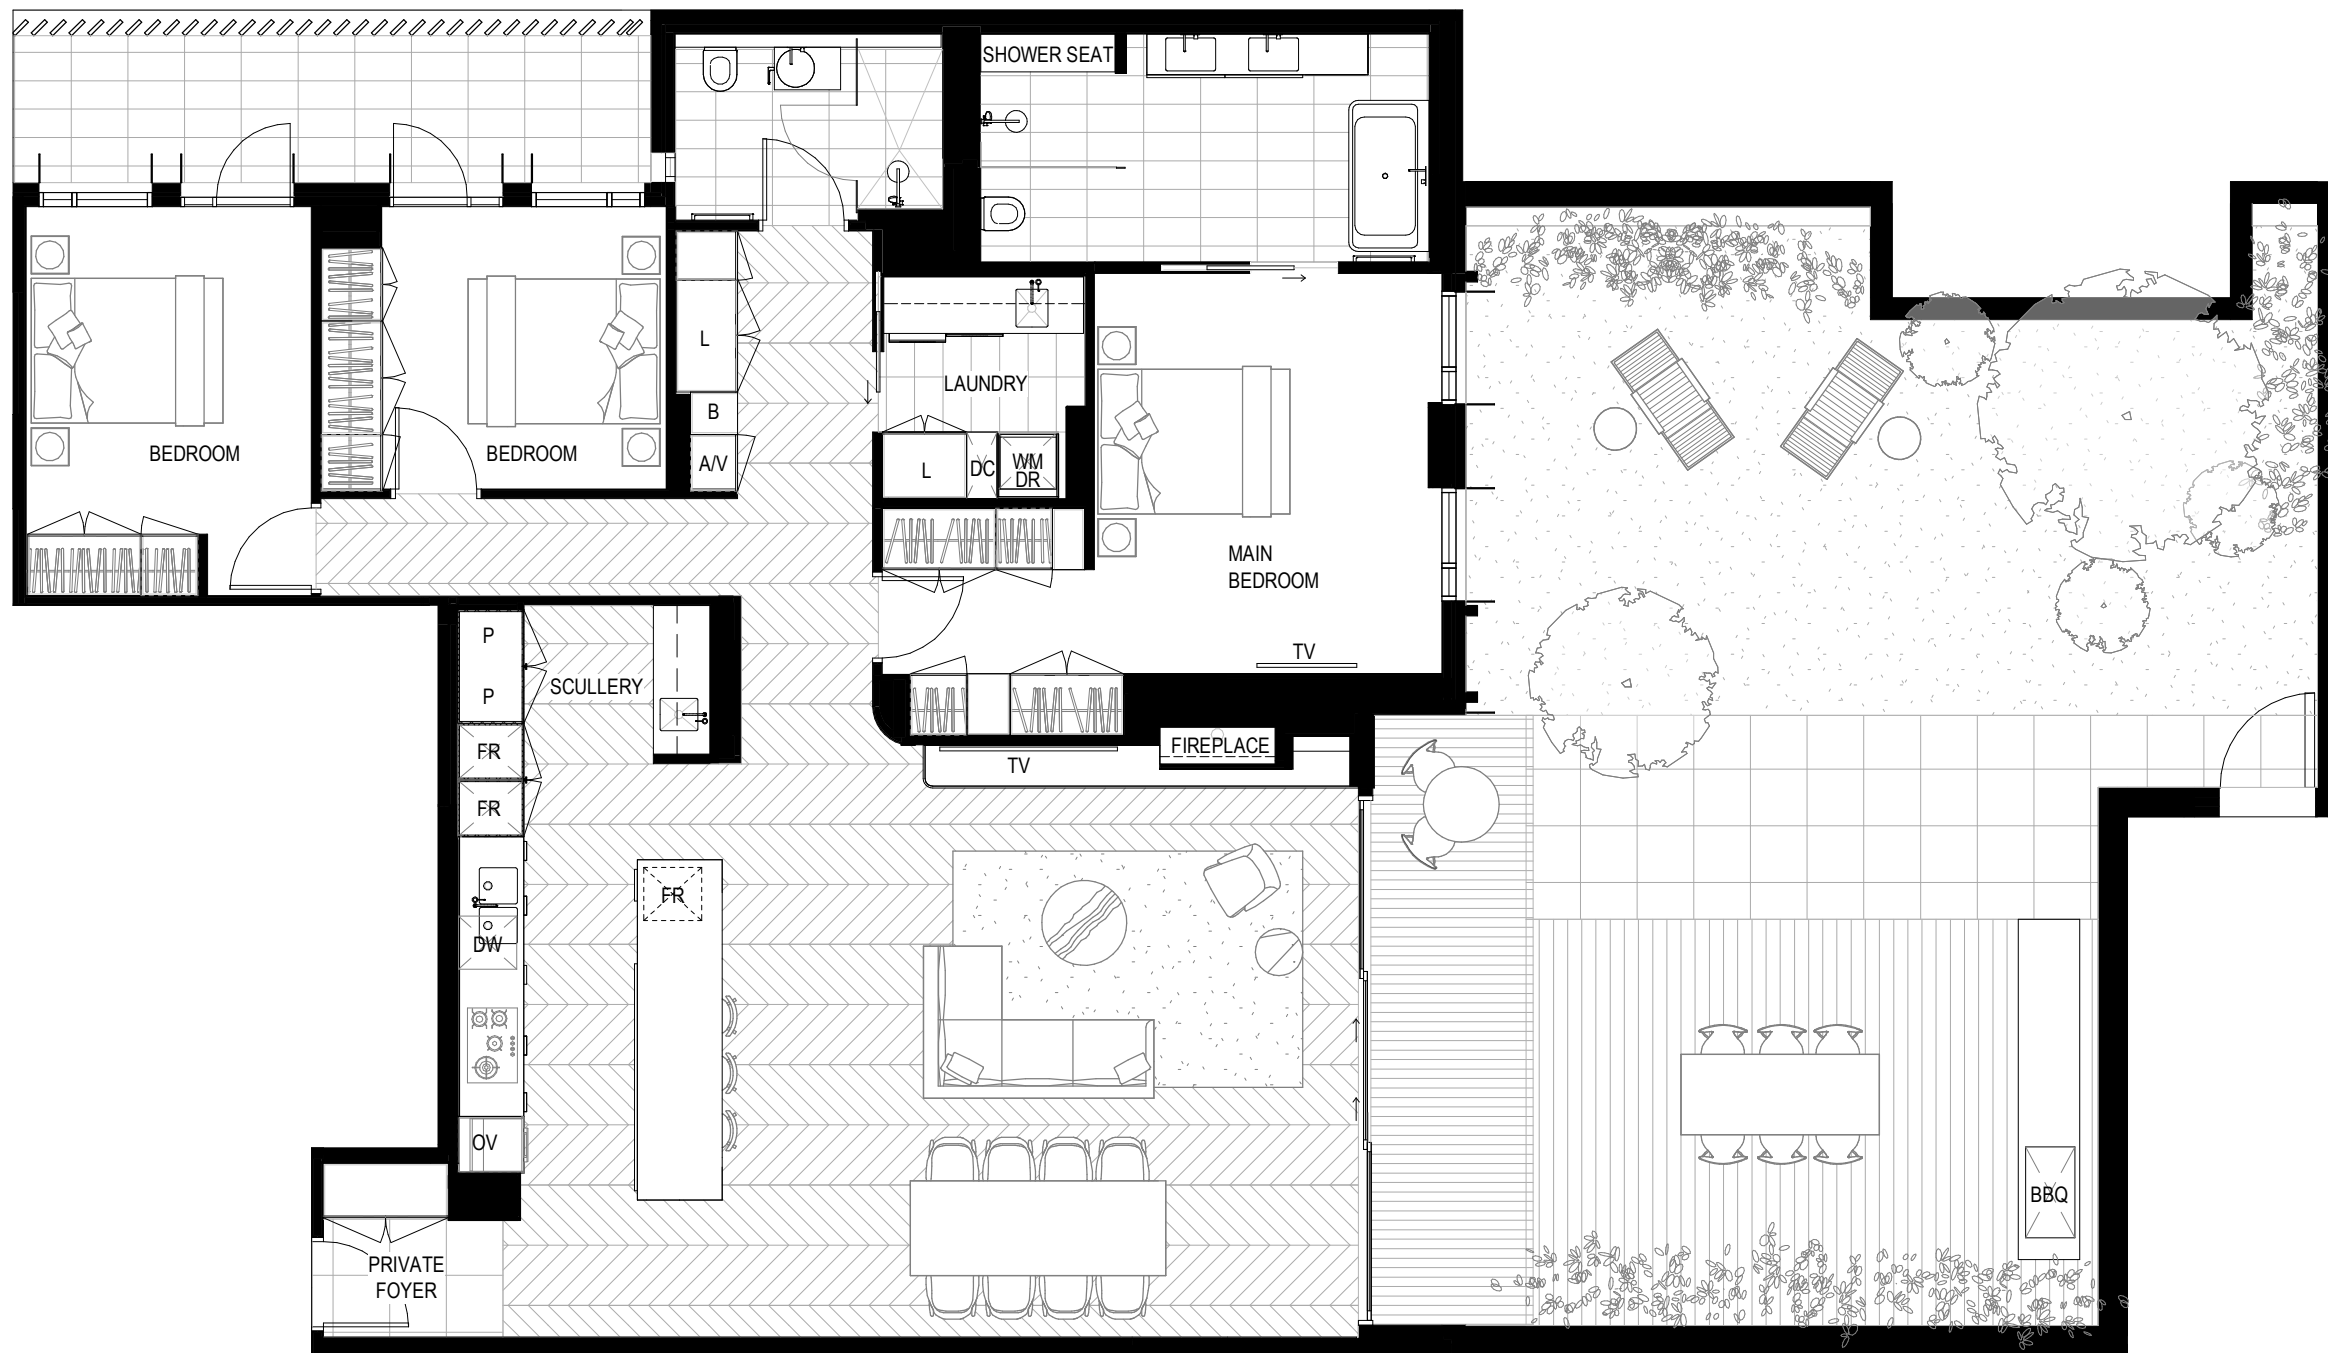 SHOWER SEAT
L
LAUNDRY
B
BEDROOM
BEDROOM
A/V
L
DC
WM
DR
MAIN
BEDROOM
P
TV
SCULLERY
P
FR
FIREPLACE
TV
FR
FR
DW
OV
BBQ
PRIVATE
FOYER